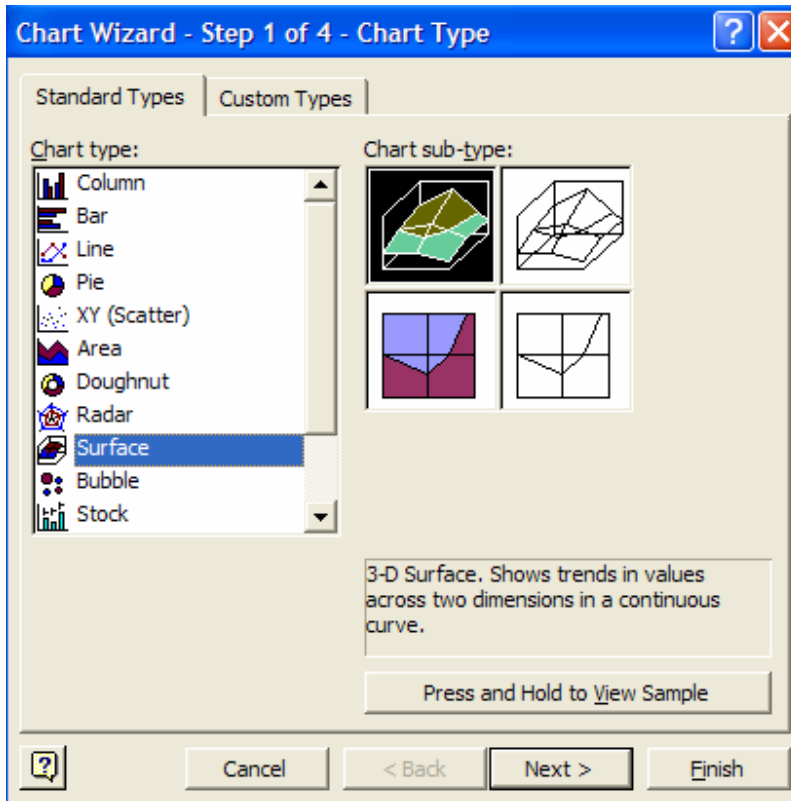 Chart Wizard - Step 1 of 4 - Chart Type
Standard Types
Custom Types
Chart type:
Column
Bar
Line
Pie
XY (Scatter)
Area
Doughnut
Radar
Surface
Bubble
Stock
Chart sub-type:
3-D Surface. Shows trends in values
across two dimensions in a continuous
curve.
Press and Hold to View Sample
Cancel
< Back
Next >
Finish